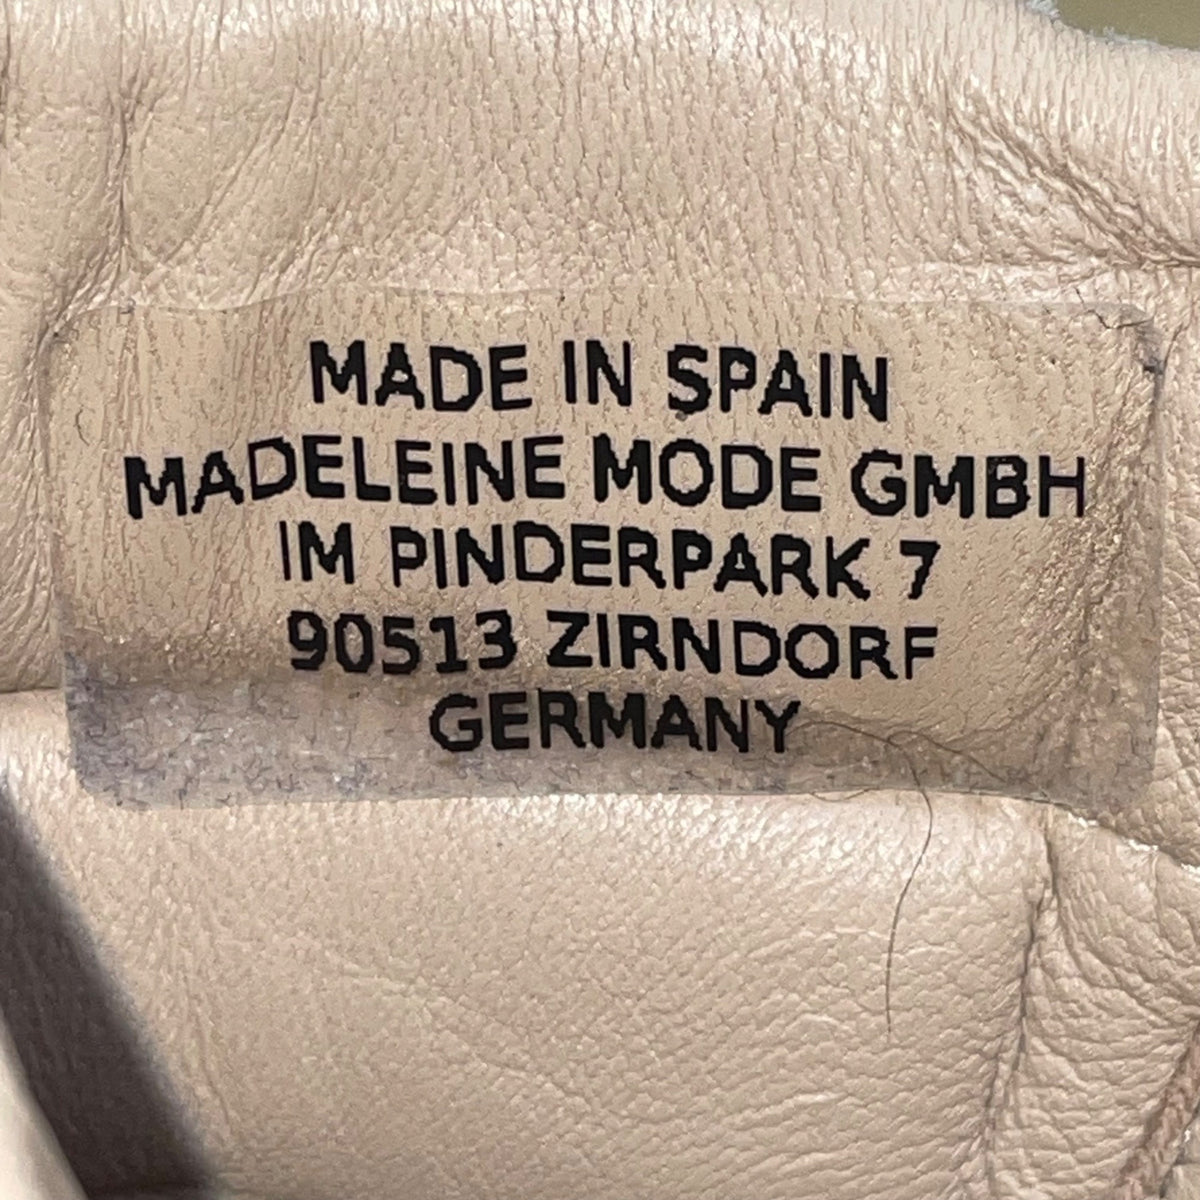 MADE IN SPAIN
MADELEINE MODE GMBH
IM PINDERPARK 7
90513 ZIRNDORF
GERMANY